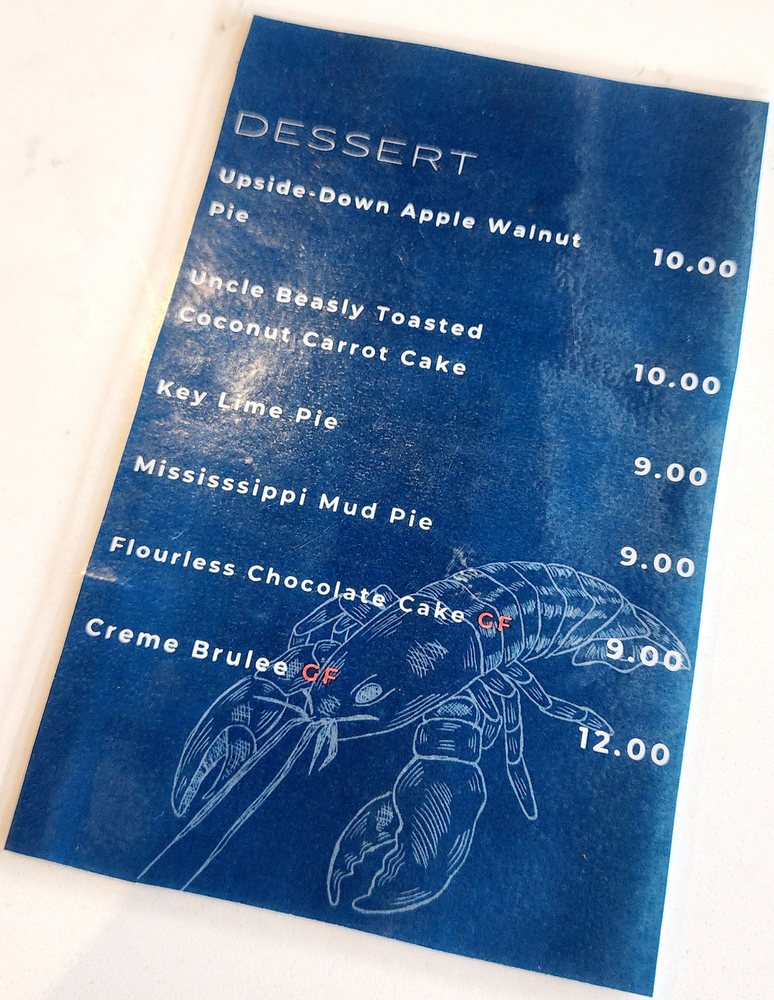 DESSERT
Upside-Down Apple Walnut
Pie 10.00
Uncle Beasly Toasted
Coconut Carrot Cake 10.00
Key Lime Pie 9.00
Mississsippi Mud Pie 9.00
Flourless Chocolate Cake GF 9.00
Creme Brulee GF 12.00